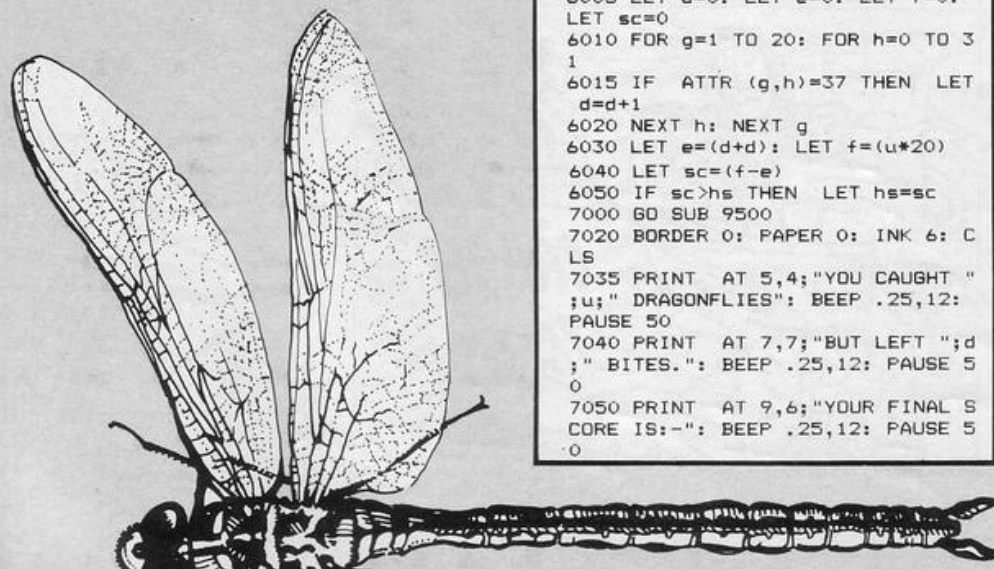 LET sc=0
6010 FOR g=1 TO 20: FOR h=0 TO 3
1
6015 IF  ATTR (g,h)=37 THEN  LET
 d=d+1
6020 NEXT h: NEXT g
6030 LET e=(d+d): LET f=(u*20)
6040 LET sc=(f-e)
6050 IF sc>hs THEN  LET hs=sc
7000 GO SUB 9500
7020 BORDER 0: PAPER 0: INK 6: C
LS
7035 PRINT  AT 5,4;"YOU CAUGHT "
;u;" DRAGONFLIES": BEEP .25,12:
PAUSE 50
7040 PRINT  AT 7,7;"BUT LEFT ";d
;" BITES.": BEEP .25,12: PAUSE 5
0
7050 PRINT  AT 9,6;"YOUR FINAL S
CORE IS:-": BEEP .25,12: PAUSE 5
0